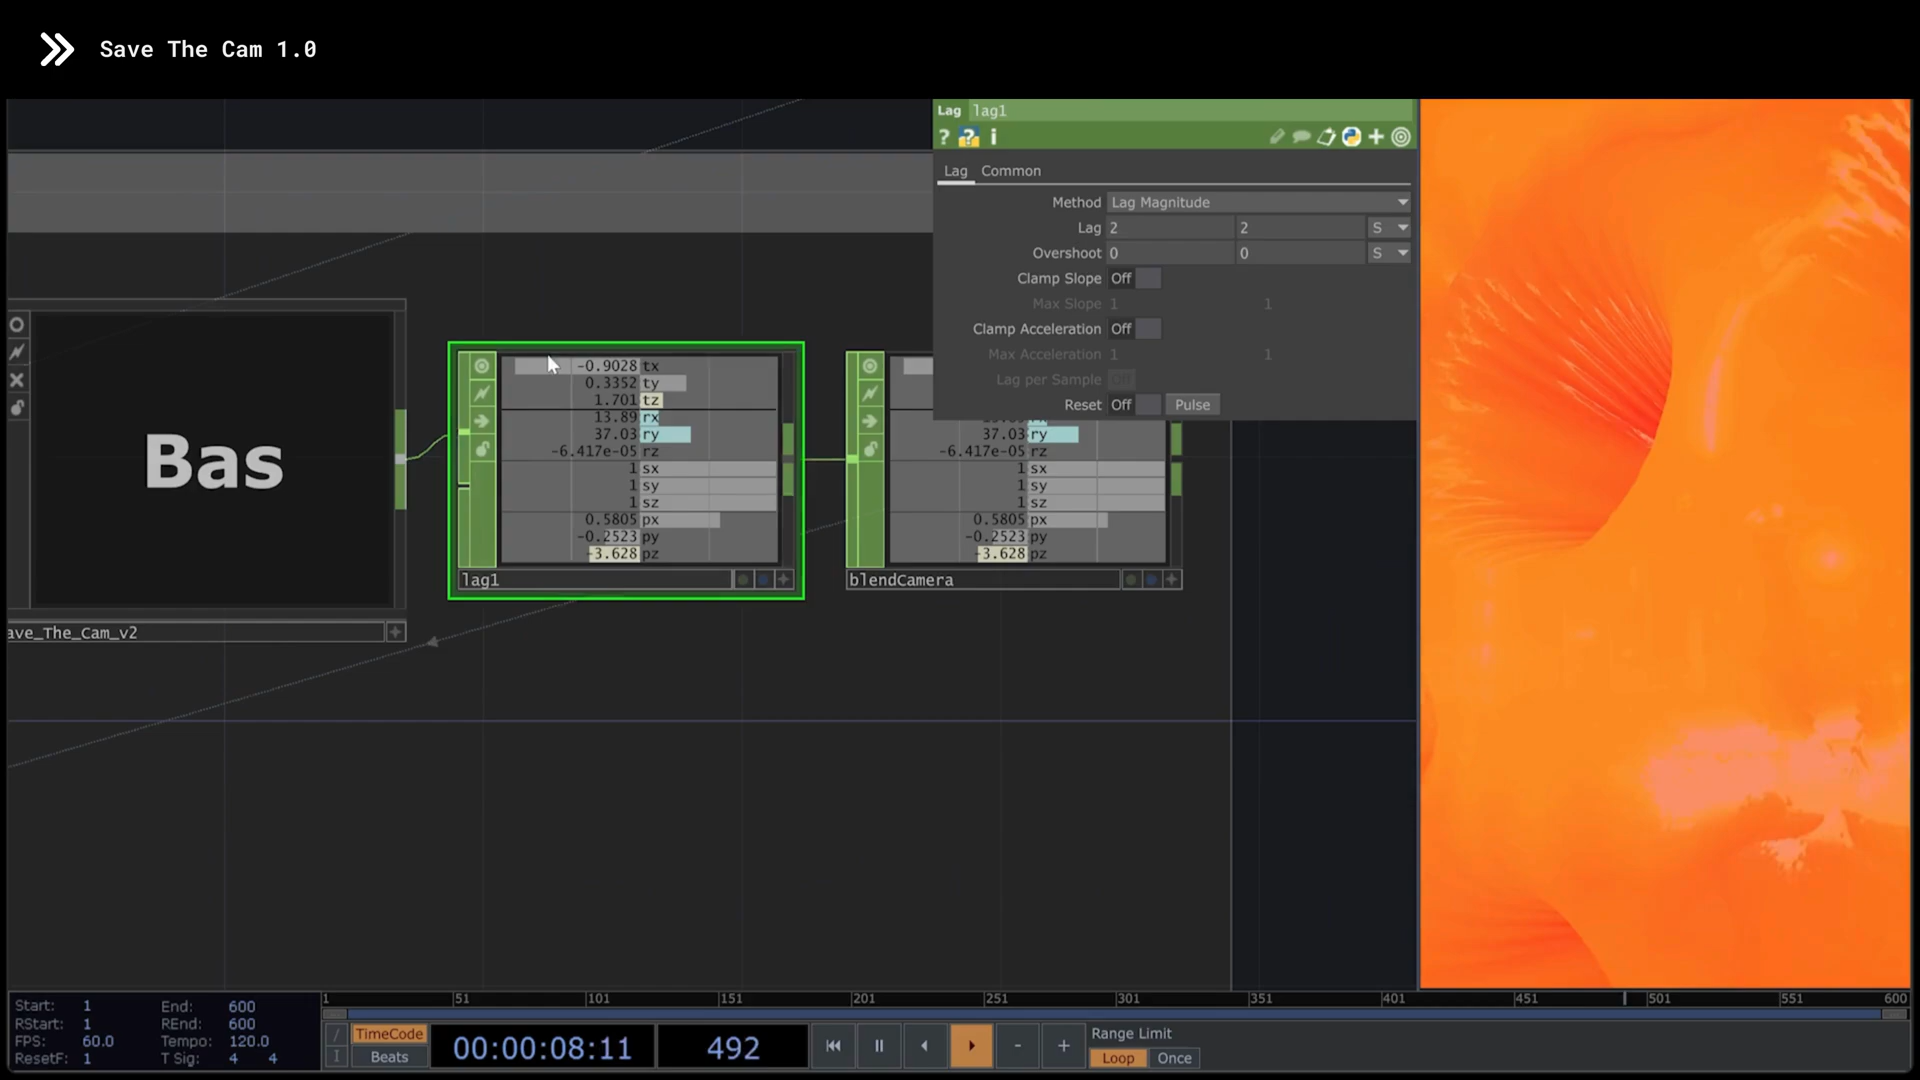 Save The Cam 1.0
Lag lag1
? ? i
Lag Common
Method Lag Magnitude
Lag 2 2 S
Overshoot 0 0 S
Clamp Slope Off
Max Slope 1 1
Clamp Acceleration Off
Max Acceleration 1 1
Lag per Sample Off
Reset Off Pulse
Bas
ave_The_Cam_v2
-0.9028 tx
0.3352 ty
1.701 tz
13.89 rx
37.03 ry
-6.417e-05 rz
1 sx
1 sy
1 sz
0.5805 px
-0.2523 py
-3.628 pz
lag1
37.03 ry
-6.417e-05 rz
1 sx
1 sy
1 sz
0.5805 px
-0.2523 py
-3.628 pz
blendCamera
1 51 101 151 201 251 301 351 401 451 501 551 600
Start: 1 End: 600
RStart: 1 REnd: 600
FPS: 60.0 Tempo: 120.0
ResetF: 1 T Sig: 4 4
/ TimeCode
I Beats
00:00:08:11 492
- +
Range Limit
Loop Once